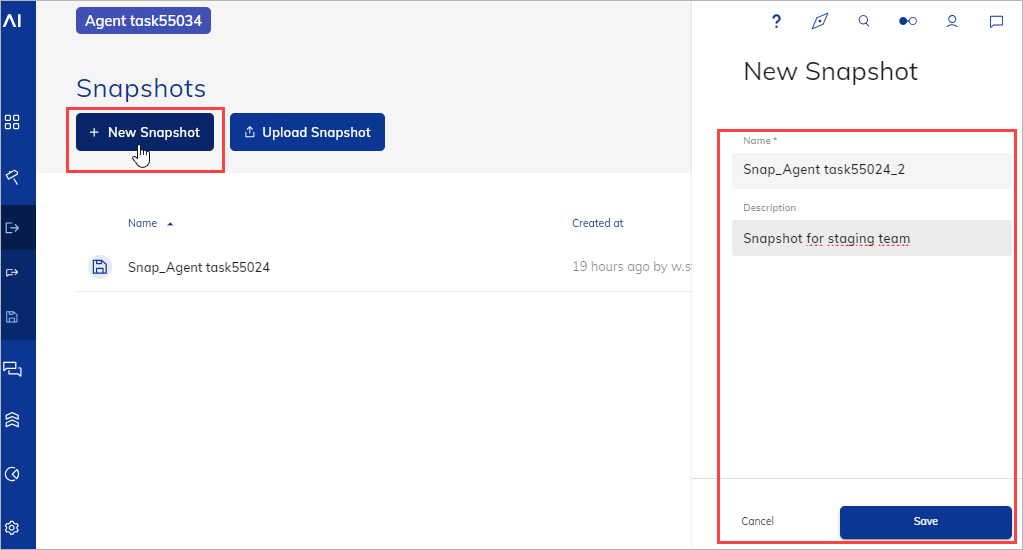 AI
Agent task55034
Snapshots
+ New Snapshot
Upload Snapshot
Name
Created at
Snap_Agent task55024
19 hours ago by w.s
?
New Snapshot
Name *
Snap_Agent task55024_2
Description
Snapshot for staging team
Cancel
Save